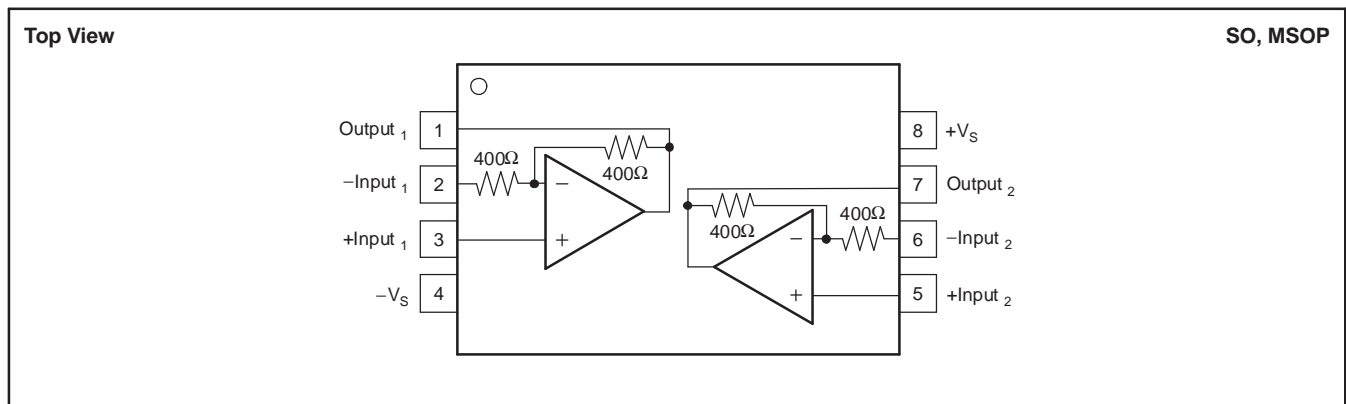 Top View
SO, MSOP
Output 1
1
400Ω
400Ω
−Input 1
2
−
+Input 1
3
+
−VS
4
8
+VS
7
Output 2
400Ω
400Ω
−
6
−Input 2
+
5
+Input 2